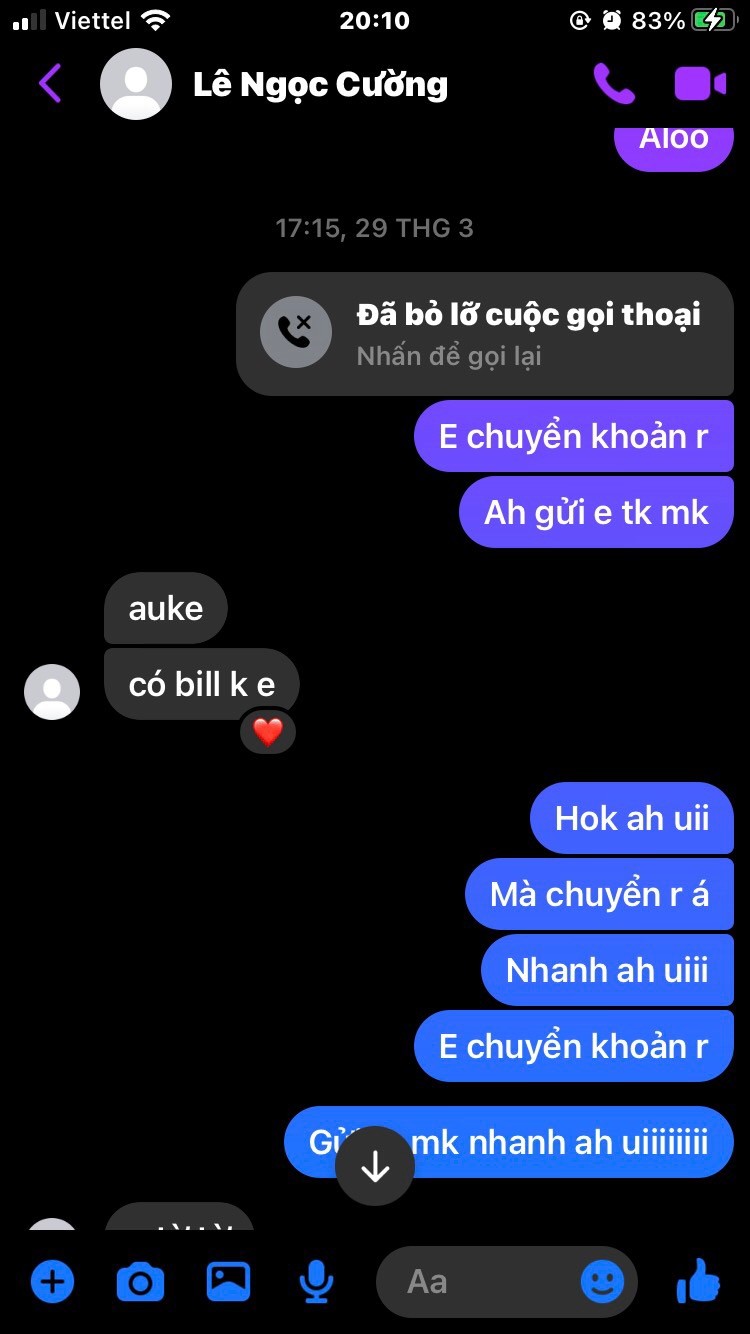 Viettel
20:10
83%
Lê Ngọc Cường
Aloo
17:15, 29 THG 3
Đã bỏ lỡ cuộc gọi thoại
Nhấn để gọi lại
E chuyển khoản r
Ah gửi e tk mk
auke
có bill k e
Hok ah uii
Mà chuyển r á
Nhanh ah uiii
E chuyển khoản r
mk nhanh ah uiiiiiiiii
Aa